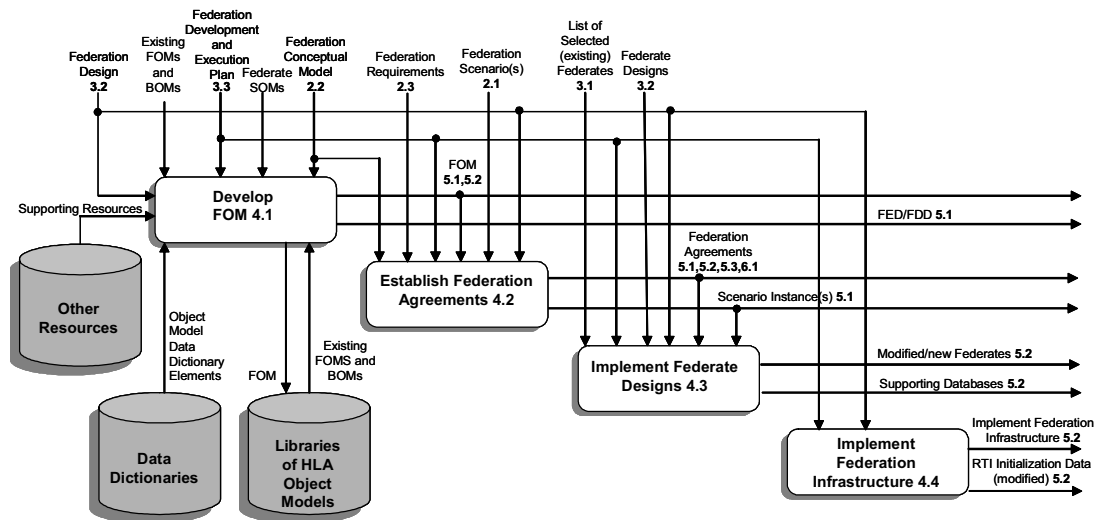 Federation
Design
3.2
Existing
FOMs
and
BOMs
Federation
Development
and
Execution
Plan
3.3
Federate
SOMs
Federation
Conceptual
Model
2.2
Federation
Requirements
2.3
Federation
Scenario(s)
2.1
List of
Selected
(existing)
Federates
3.1
Federate
Designs
3.2
Develop
FOM 4.1
FOM
5.1,5.2
FED/FDD 5.1
Supporting Resources
Other
Resources
Establish Federation
Agreements 4.2
Federation
Agreements
5.1,5.2,5.3,6.1
Scenario Instance(s) 5.1
Object
Model
Data
Dictionary
Elements
FOM
Existing
FOMS and
BOMs
Implement Federate
Designs 4.3
Modified/new Federates 5.2
Supporting Databases 5.2
Data
Dictionaries
Libraries
of HLA
Object
Models
Implement
Federation
Infrastructure 4.4
Implement Federation
Infrastructure 5.2
RTI Initialization Data
(modified) 5.2